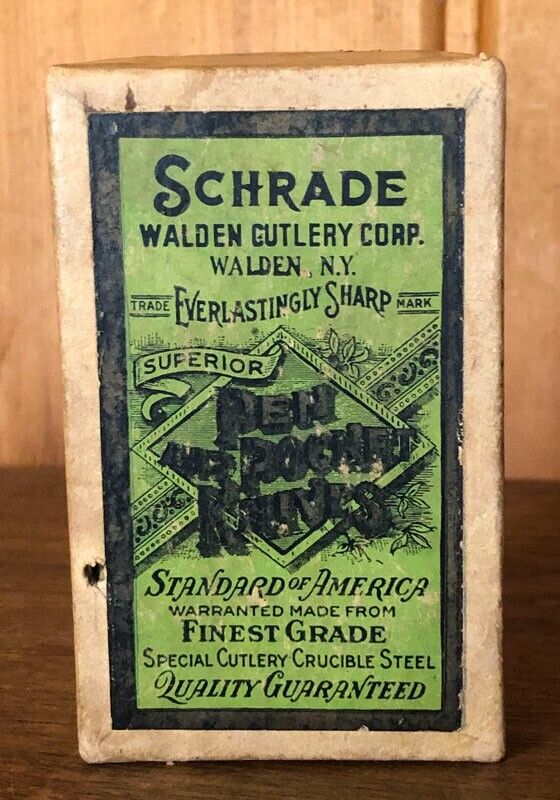 SCHRADE
WALDEN CUTLERY CORP.
WALDEN, N.Y.
TRADE EVERLASTINGLY SHARP MARK
SUPERIOR
PEN
AND POCKET
KNIVES
STANDARD OF AMERICA
WARRANTED MADE FROM
FINEST GRADE
SPECIAL CUTLERY CRUCIBLE STEEL
QUALITY GUARANTEED